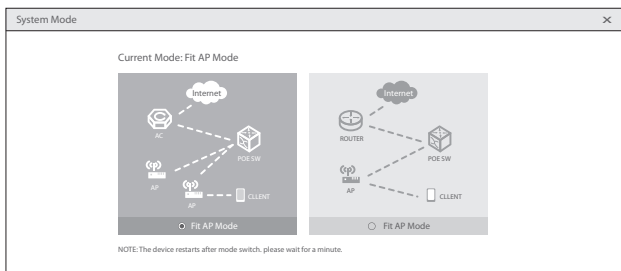 System Mode
Current Mode: Fit AP Mode
Internet
AC
POE SW
AP
AP
CLLENT
Fit AP Mode
Internet
ROUTER
POE SW
AP
CLLENT
Fit AP Mode
NOTE: The device restarts after mode switch. please wait for a minute.